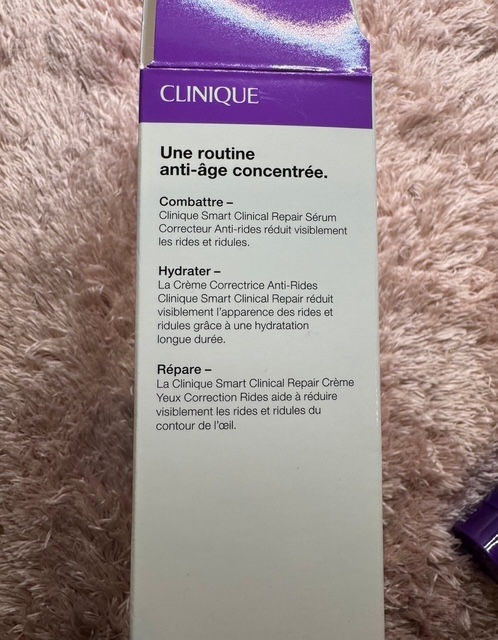 CLINIQUE
Une routine
anti-âge concentrée.
Combattre –
Clinique Smart Clinical Repair Sérum
Correcteur Anti-rides réduit visiblement
les rides et ridules.
Hydrater –
La Crème Correctrice Anti-Rides
Clinique Smart Clinical Repair réduit
visiblement l'apparence des rides et
ridules grâce à une hydratation
longue durée.
Répare –
La Clinique Smart Clinical Repair Crème
Yeux Correction Rides aide à réduire
visiblement les rides et ridules du
contour de l'œil.